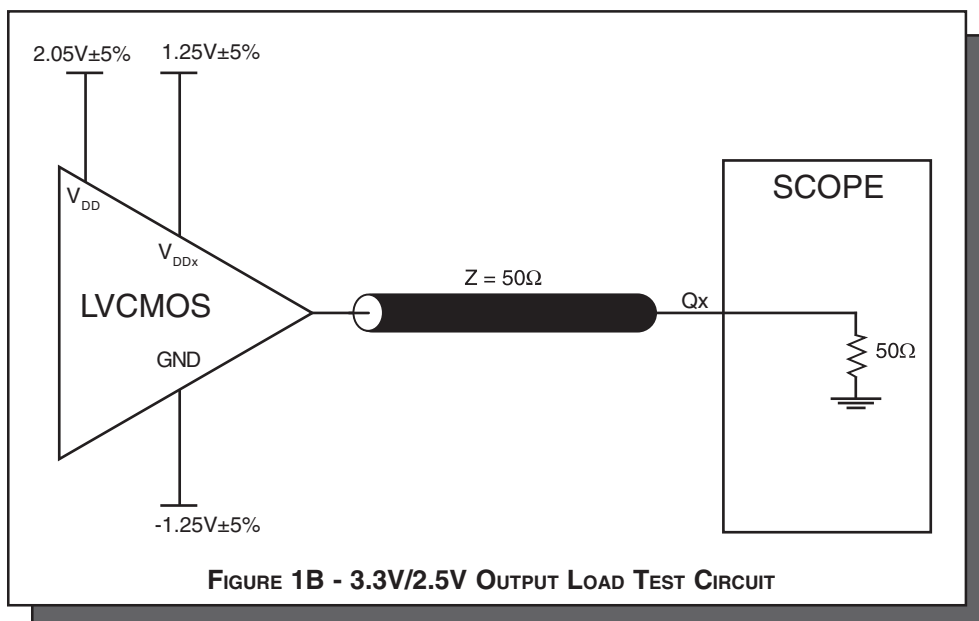 2.05V±5% 1.25V±5%
SCOPE
VDD
VDDx
Z = 50Ω
LVCMOS
Qx
GND
50Ω
-1.25V±5%
FIGURE 1B - 3.3V/2.5V OUTPUT LOAD TEST CIRCUIT